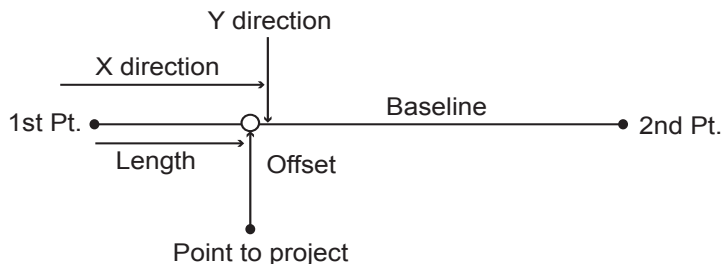 Y direction
X direction
Baseline
1st Pt.
2nd Pt.
Length
Offset
Point to project